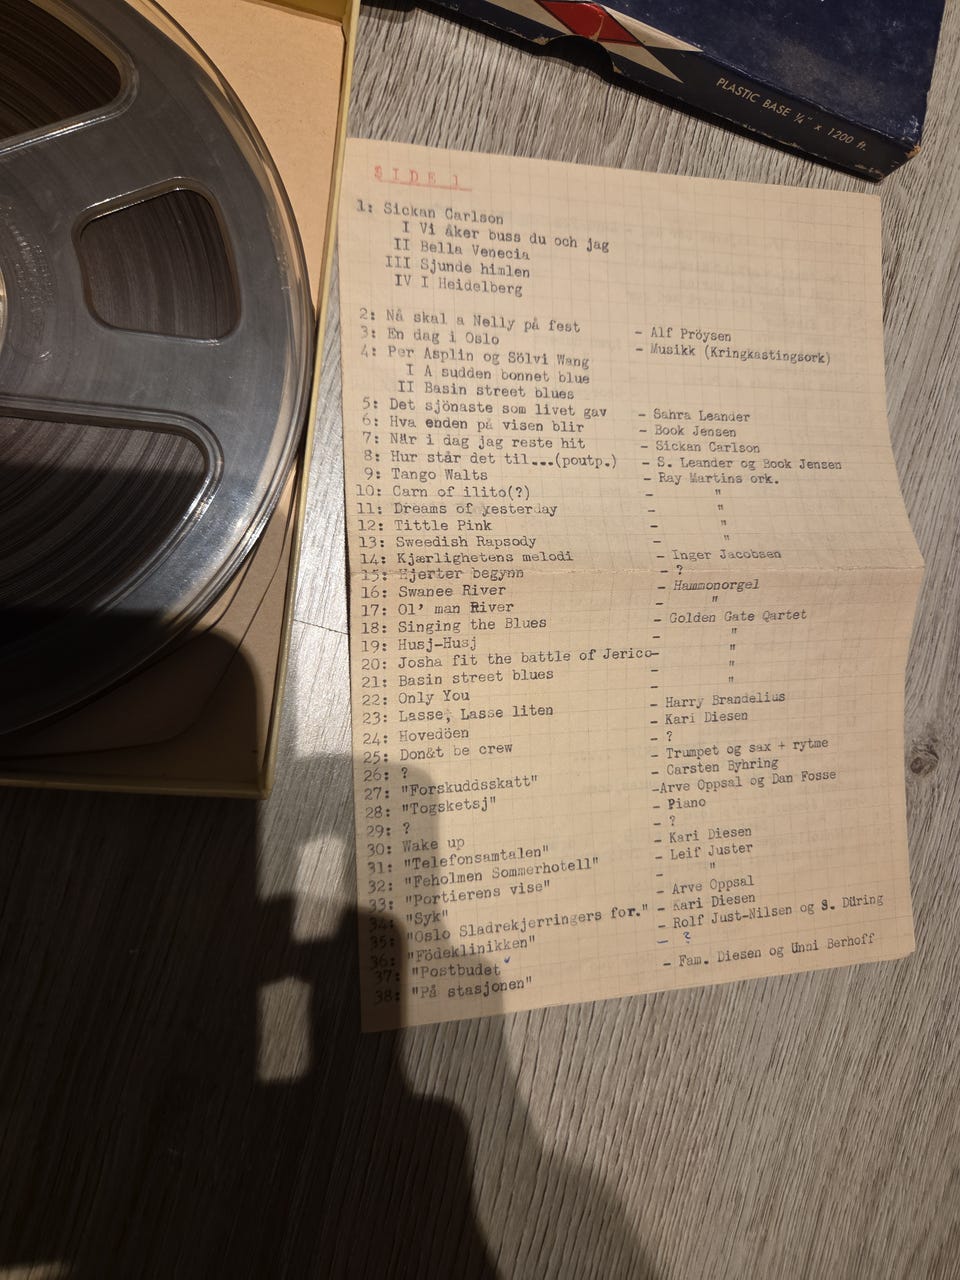 PLASTIC BASE ¼" x 1200 ft.
SIDE 1
1: Sickan Carlson
I Vi åker buss du och jag
II Bella Venecia
III Sjunde himlen
IV I Heidelberg
2: Nå skal a Nelly på fest - Alf Pröysen
3: En dag i Oslo - Musikk (Kringkastingsork)
4: Per Asplin og Sölvi Wang
I A sudden bonnet blue
II Basin street blues
5: Det sjönaste som livet gav - Sahra Leander
6: Hva enden på visen blir - Book Jensen
7: När i dag jag reste hit - Sickan Carlson
8: Hur står det til...(poutp.) - S. Leander og Book Jensen
9: Tango Walts - Ray Martins ork.
10: Carn of ilito(?) - "
11: Dreams of yesterday - "
12: Tittle Pink - "
13: Sweedish Rapsody - "
14: Kjærlighetens melodi - Inger Jacobsen
15: Hjerter begynn - ?
16: Swanee River - Hammonorgel
17: Ol' man River - "
18: Singing the Blues - Golden Gate Qartet
19: Husj-Husj - "
20: Josha fit the battle of Jerico- "
21: Basin street blues - "
22: Only You - "
23: Lasse, Lasse liten - Harry Brandelius
24: Hovedöen - Kari Diesen
25: Don&t be crew - ?
26: ? - Trumpet og sax + rytme
27: "Forskuddsskatt" - Carsten Byhring
28: "Togsketsj" -Arve Oppsal og Dan Fosse
29: ? - Piano
30: Wake up - ?
31: "Telefonsamtalen" - Kari Diesen
32: "Feholmen Sommerhotell" - Leif Juster
33: "Portierens vise" - "
34: "Syk" - Arve Oppsal
35: "Oslo Sladrekjerringers for." - Kari Diesen
36: "Födeklinikken" - Rolf Just-Nilsen og S. Düring
37: "Postbudet - ?
38: "På stasjonen" - Fam. Diesen og Unni Berhoff